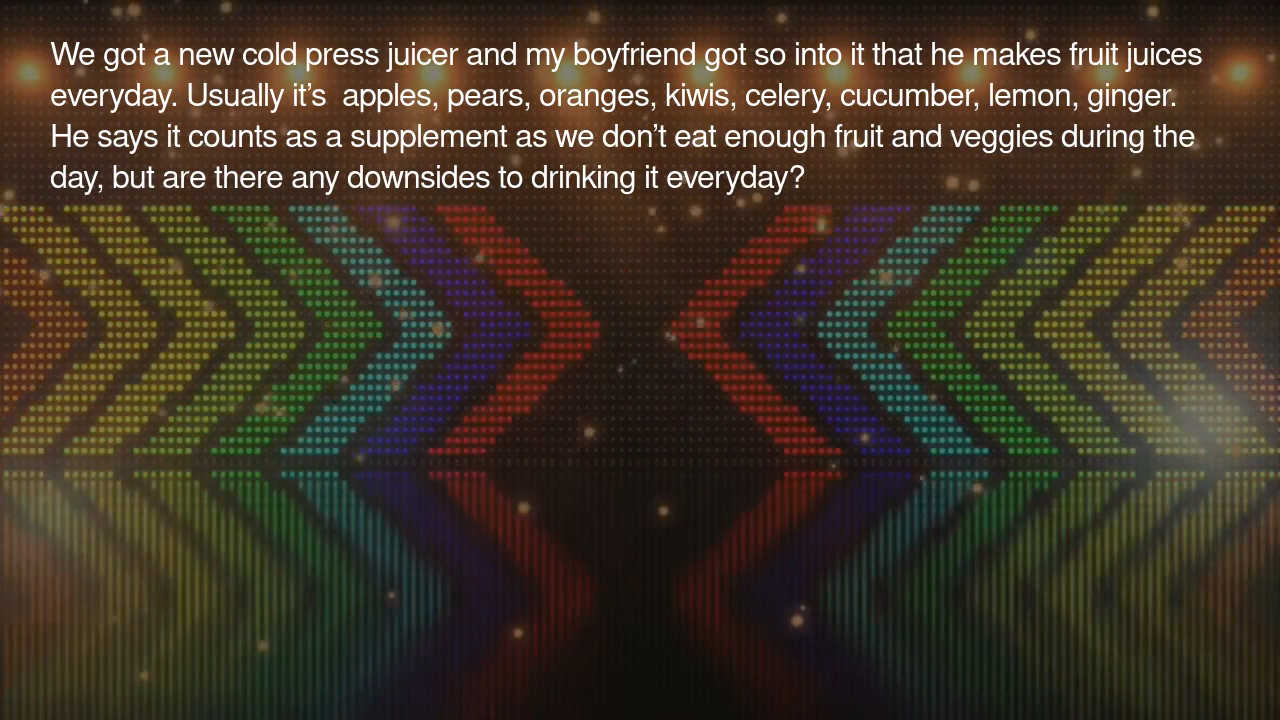 We got a new cold press juicer and my boyfriend got so into it that he makes fruit juices
everyday. Usually it’s  apples, pears, oranges, kiwis, celery, cucumber, lemon, ginger.
He says it counts as a supplement as we don’t eat enough fruit and veggies during the
day, but are there any downsides to drinking it everyday?